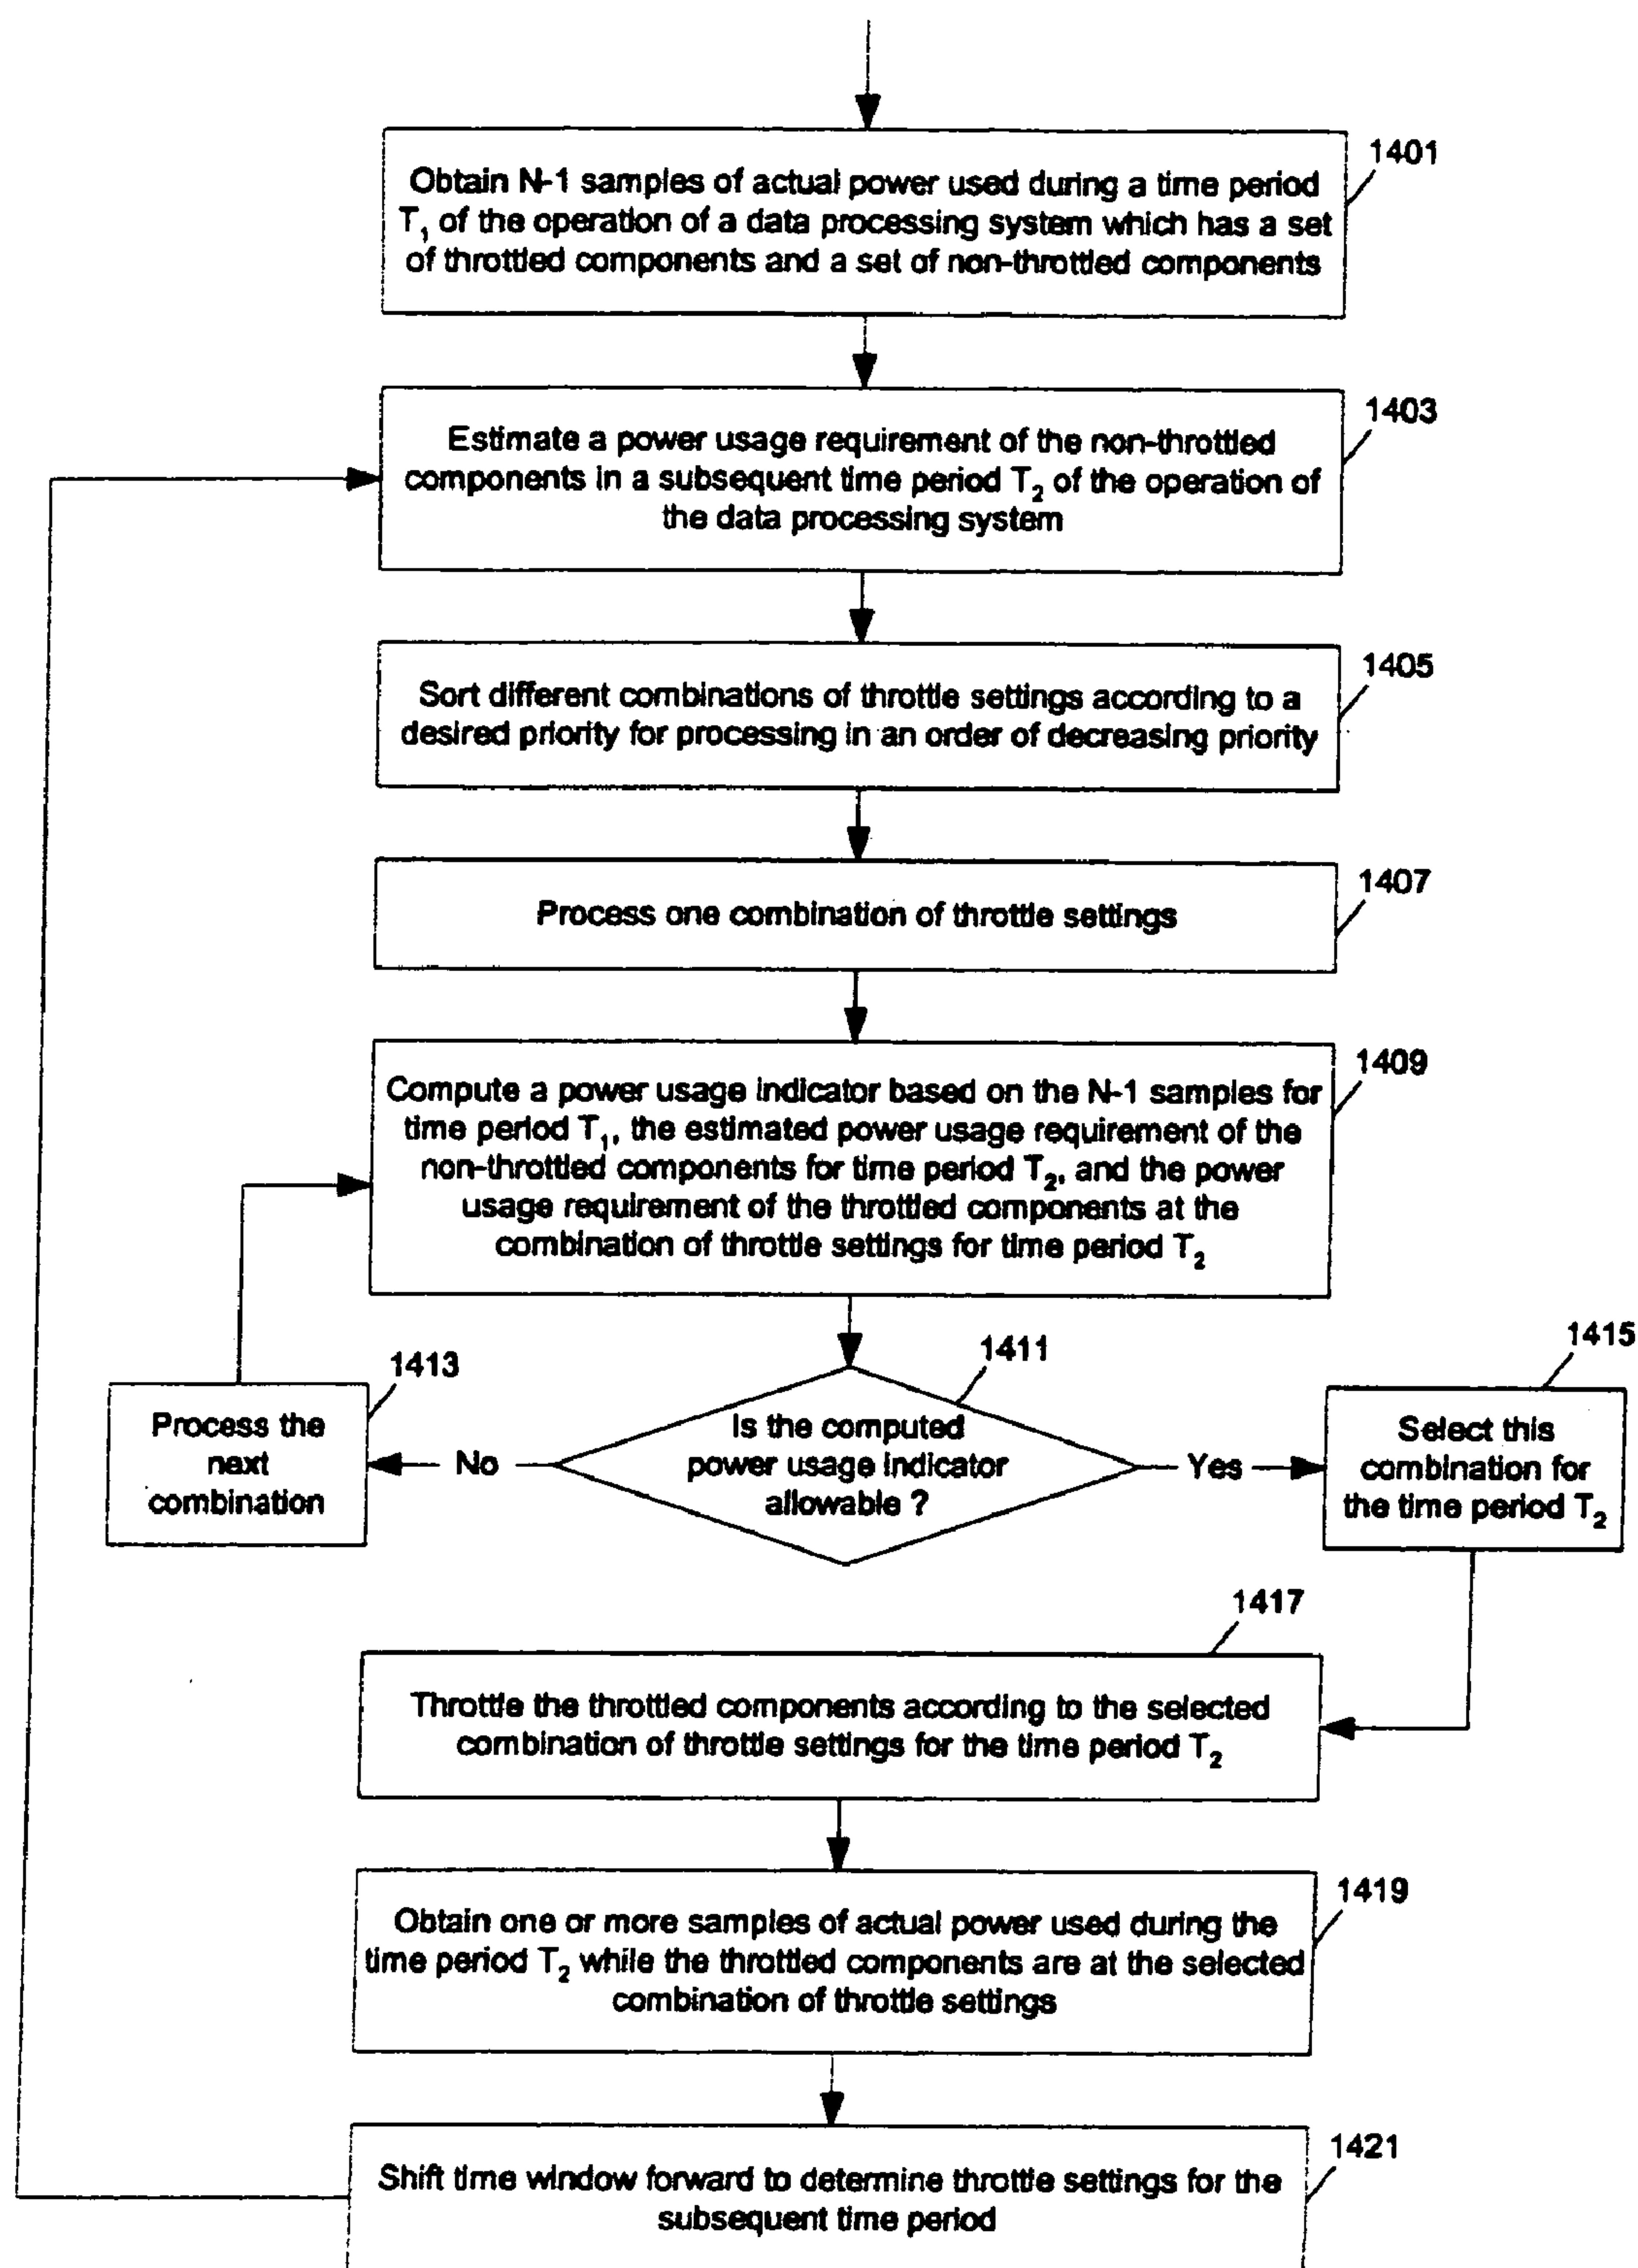 1401
Obtain N-1 samples of actual power used during a time period
T₁ of the operation of a data processing system which has a set
of throttled components and a set of non-throttled components
1403
Estimate a power usage requirement of the non-throttled
components in a subsequent time period T₂ of the operation of
the data processing system
1405
Sort different combinations of throttle settings according to a
desired priority for processing in an order of decreasing priority
1407
Process one combination of throttle settings
1409
Compute a power usage indicator based on the N-1 samples for
time period T₁, the estimated power usage requirement of the
non-throttled components for time period T₂, and the power
usage requirement of the throttled components at the
combination of throttle settings for time period T₂
1411
Is the computed
power usage indicator
allowable ?
No
Yes
1413
Process the
next
combination
1415
Select this
combination for
the time period T₂
1417
Throttle the throttled components according to the selected
combination of throttle settings for the time period T₂
1419
Obtain one or more samples of actual power used during the
time period T₂ while the throttled components are at the selected
combination of throttle settings
1421
Shift time window forward to determine throttle settings for the
subsequent time period